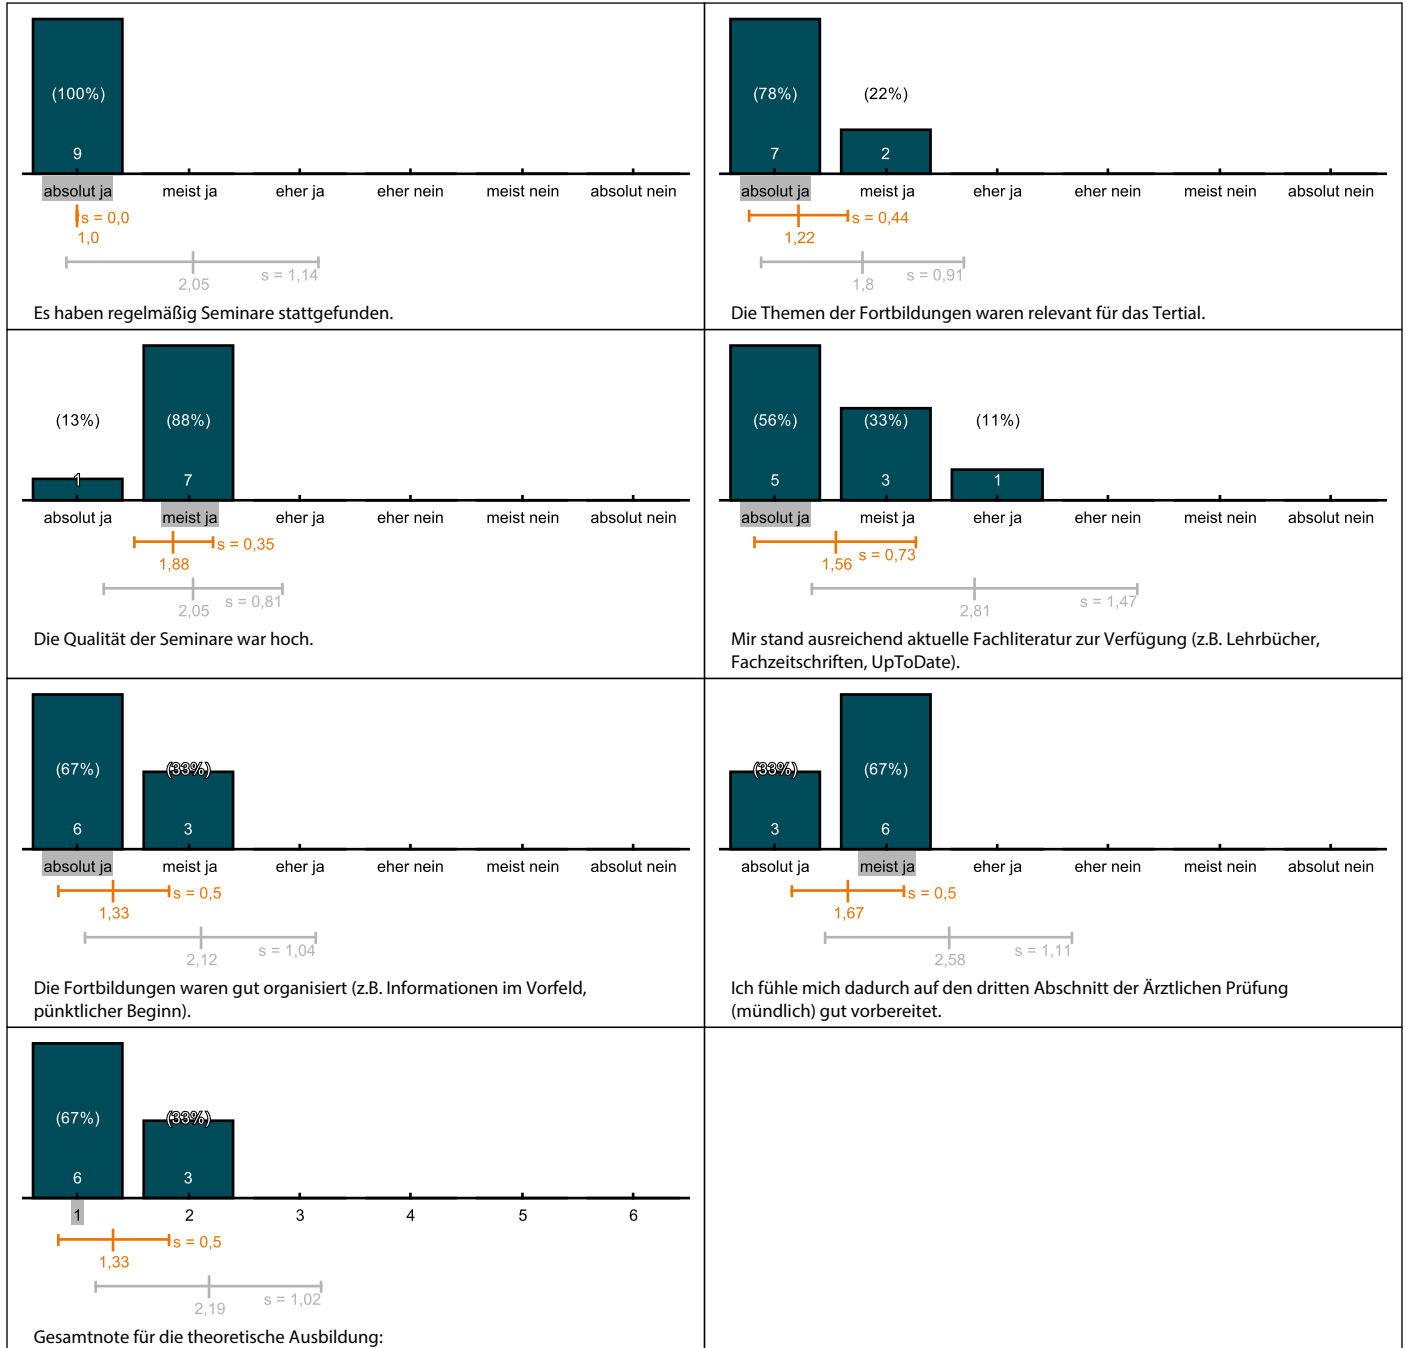 (100%)
9
absolut ja meist ja eher ja eher nein meist nein absolut nein
s = 0,0
1,0
s = 1,14
2,05
Es haben regelmäßig Seminare stattgefunden.
(78%) (22%)
7 2
absolut ja meist ja eher ja eher nein meist nein absolut nein
s = 0,44
1,22
s = 0,91
1,8
Die Themen der Fortbildungen waren relevant für das Tertial.
(13%) (88%)
1 7
absolut ja meist ja eher ja eher nein meist nein absolut nein
s = 0,35
1,88
s = 0,81
2,05
Die Qualität der Seminare war hoch.
(56%) (33%) (11%)
5 3 1
absolut ja meist ja eher ja eher nein meist nein absolut nein
s = 0,73
1,56
s = 1,47
2,81
Mir stand ausreichend aktuelle Fachliteratur zur Verfügung (z.B. Lehrbücher,
Fachzeitschriften, UpToDate).
(67%) (33%)
6 3
absolut ja meist ja eher ja eher nein meist nein absolut nein
s = 0,5
1,33
s = 1,04
2,12
Die Fortbildungen waren gut organisiert (z.B. Informationen im Vorfeld,
pünktlicher Beginn).
(33%) (67%)
3 6
absolut ja meist ja eher ja eher nein meist nein absolut nein
s = 0,5
1,67
s = 1,11
2,58
Ich fühle mich dadurch auf den dritten Abschnitt der Ärztlichen Prüfung
(mündlich) gut vorbereitet.
(67%) (33%)
6 3
1 2 3 4 5 6
s = 0,5
1,33
s = 1,02
2,19
Gesamtnote für die theoretische Ausbildung: